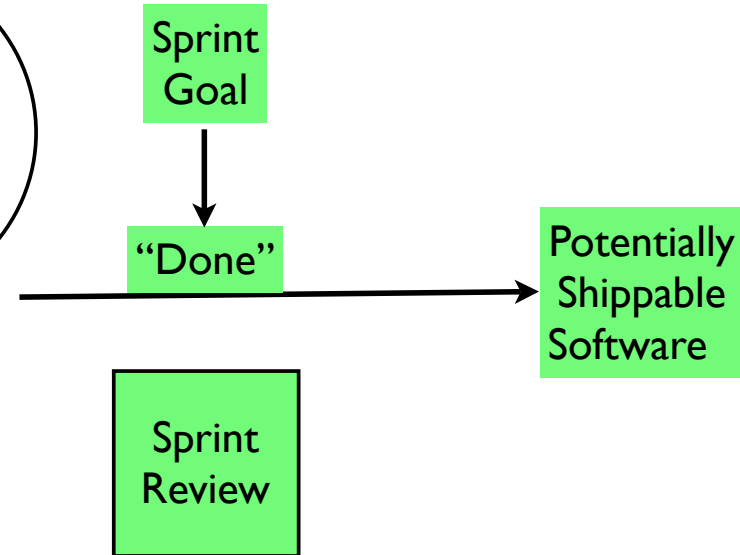 Sprint
Goal
“Done”
Potentially
Shippable
Software
Sprint
Review